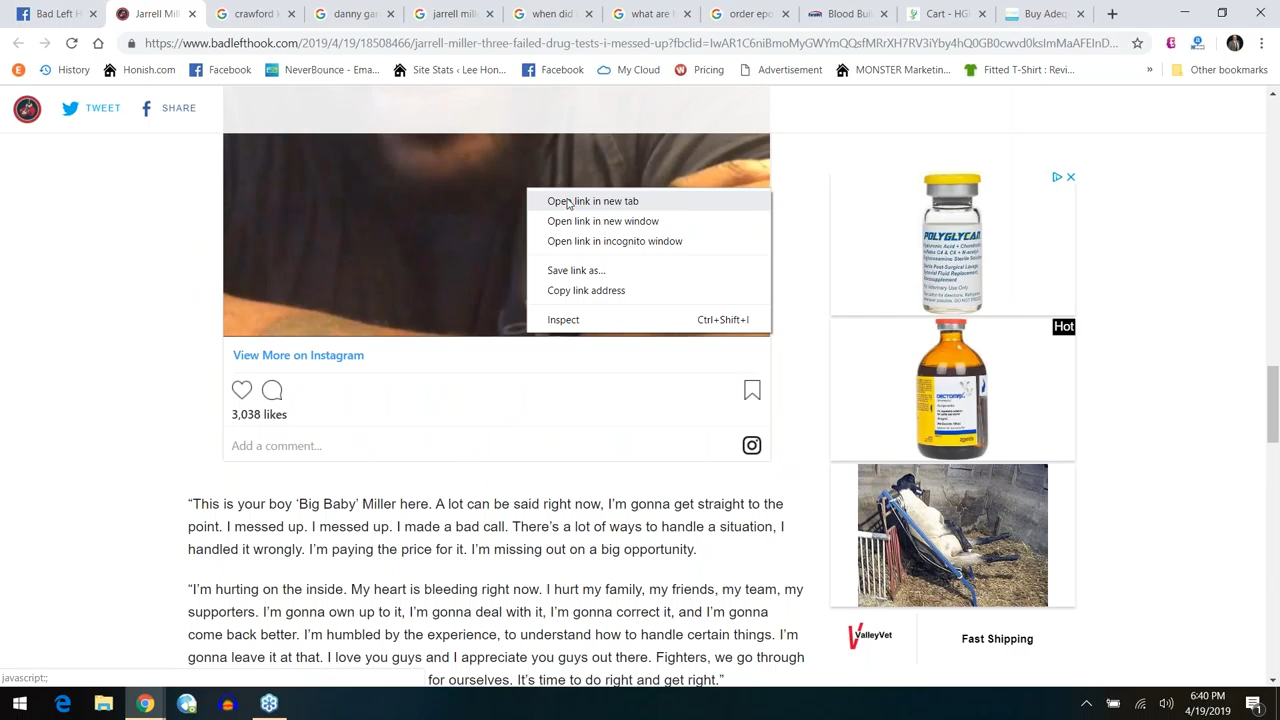 Bad Left H
Jarrell Mill
crawford k
danny gar
jarrell mill
when did
what are
order epo
Blood Buil
Cart - HG
Buy Adeq
https://www.badlefthook.com/2019/4/19/18508466/jarrell-miller-three-failed-drug-tests-i-messed-up?fbclid=
History
Honish.com
Facebook
NeverBounce - Ema...
Site Stats ‹ Lee Hon...
Facebook
My Cloud
Pricing
Advertisement
MONSTER Marketin...
Fitted T-Shirt : Revi...
»
Other bookmarks
TWEET
SHARE
Open link in new tab
Open link in new window
Open link in incognito window
Save link as...
Copy link address
Inspect Ctrl+Shift+I
View More on Instagram
3,038 likes
Add a comment...
“This is your boy ‘Big Baby’ Miller here. A lot can be said right now, I’m gonna get straight to the
point. I messed up. I messed up. I made a bad call. There’s a lot of ways to handle a situation, I
handled it wrongly. I’m paying the price for it. I’m missing out on a big opportunity.
“I’m hurting on the inside. My heart is bleeding right now. I hurt my family, my friends, my team, my
supporters. I’m gonna own up to it, I’m gonna deal with it, I’m gonna correct it, and I’m gonna
come back better. I’m humbled by the experience, to understand how to handle certain things. I’m
gonna leave it at that. I love you guys and I appreciate you guys out there. Fighters, we go through
for ourselves. It’s time to do right and get right.”
POLYGLYCAN
Hot
DECTOMAX
ValleyVet
Fast Shipping
javascript:;
6:40 PM
4/19/2019
1